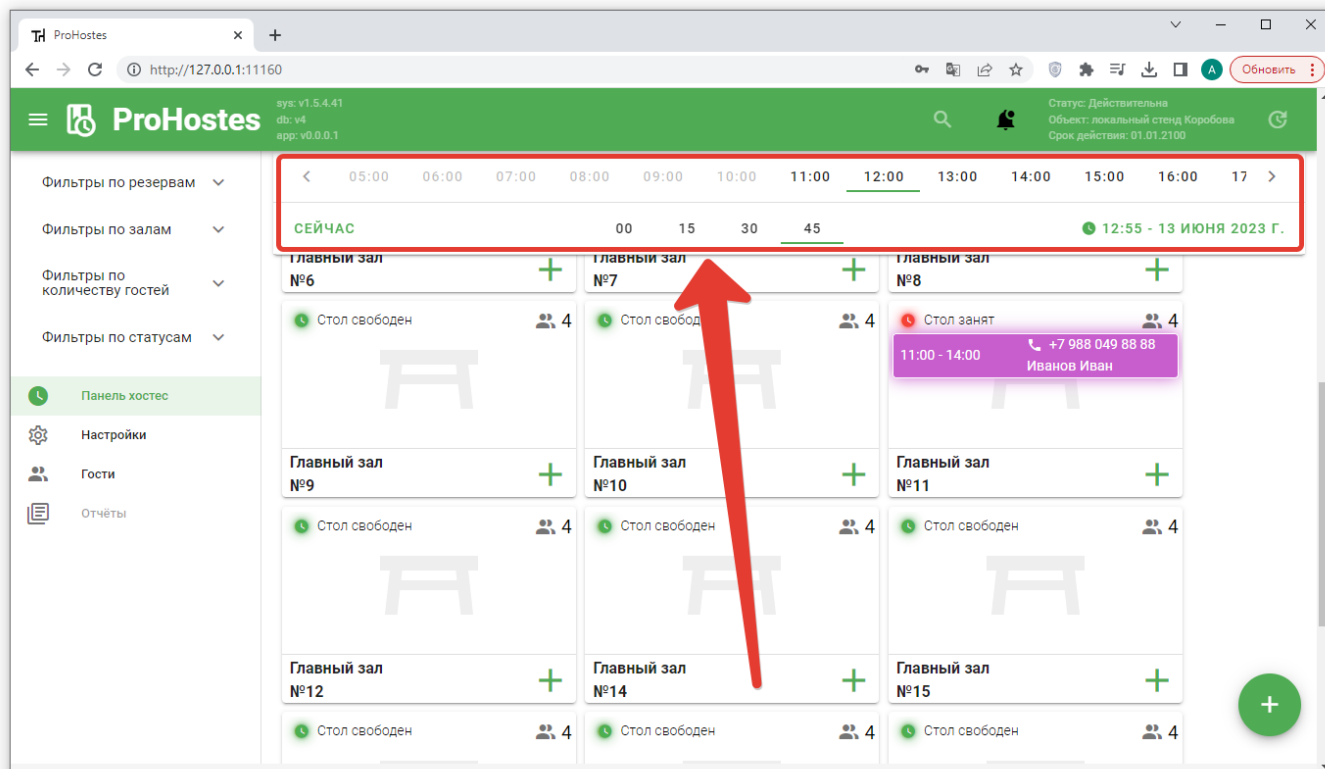 ProHostes
http://127.0.0.1:11160
A
Обновить
ProHostes
sys: v1.5.4.41
db: v4
app: v0.0.0.1
Статус: Действительна
Объект: локальный стенд Коробова
Срок действия: 01.01.2100
Фильтры по резервам
Фильтры по залам
Фильтры по
количеству гостей
Фильтры по статусам
Панель хостес
Настройки
Гости
Отчёты
05:00 06:00 07:00 08:00 09:00 10:00 11:00 12:00 13:00 14:00 15:00 16:00 17
СЕЙЧАС 00 15 30 45 12:55 - 13 ИЮНЯ 2023 Г.
Главный зал Главный зал Главный зал
№6 №7 №8
Стол свободен 4 Стол свобод 4 Стол занят 4
11:00 - 14:00 +7 988 049 88 88
Иванов Иван
Главный зал Главный зал Главный зал
№9 №10 №11
Стол свободен 4 Стол свободен 4 Стол свободен 4
Главный зал Главный зал Главный зал
№12 №14 №15
Стол свободен 4 Стол свободен 4 Стол свободен 4